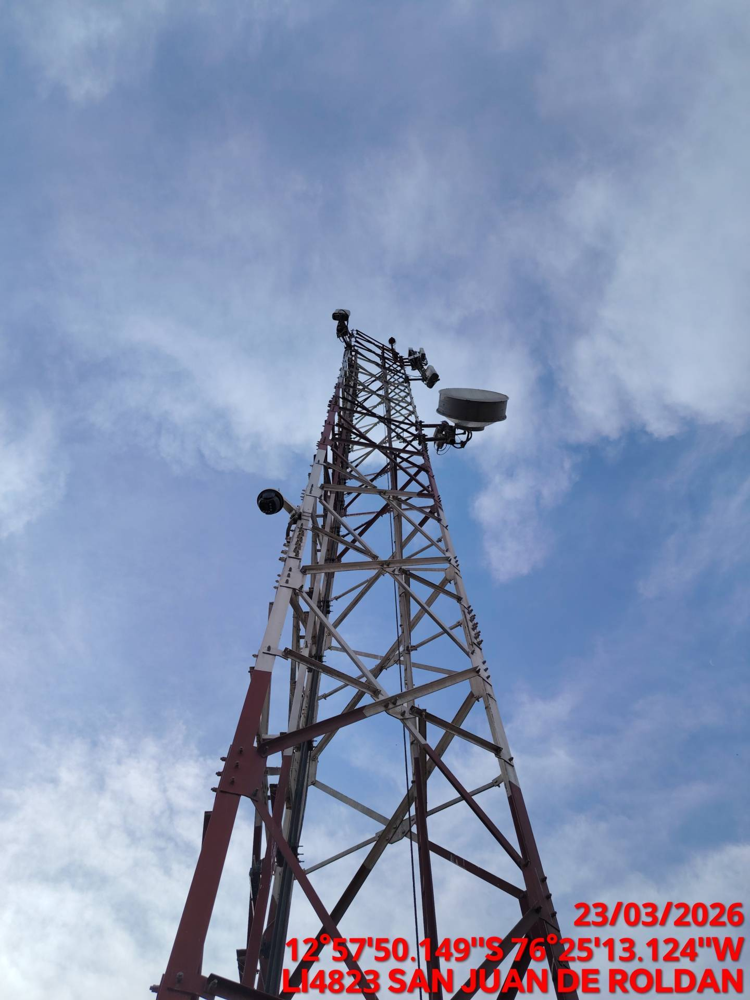 23/03/2026
12°57'50.149"S 76°25'13.124"W
LI4823 SAN JUAN DE ROLDAN